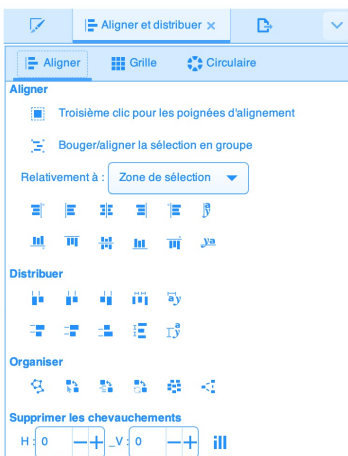 Aligner et distribuer
Aligner Grille Circulaire
Aligner
Troisième clic pour les poignées d'alignement
Bouger/aligner la sélection en groupe
Relativement à : Zone de sélection
Distribuer
Organiser
Supprimer les chevauchements
H : 0 _V : 0